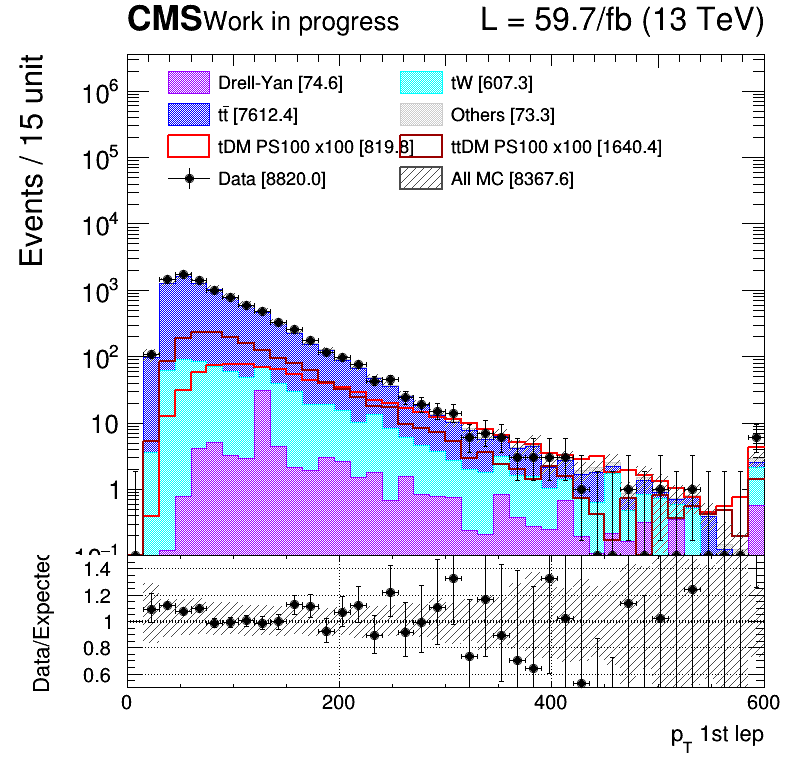 CMS Work in progress L = 59.7/fb (13 TeV)
Events / 15 unit
Drell-Yan [74.6] tW [607.3]
tt̄ [7612.4] Others [73.3]
tDM PS100 x100 [819.8] ttDM PS100 x100 [1640.4]
Data [8820.0] All MC [8367.6]
10⁶
10⁵
10⁴
10³
10²
10
1
10⁻¹
Data/Expected
1.4
1.2
1
0.8
0.6
0 200 400 600
p_T 1st lep